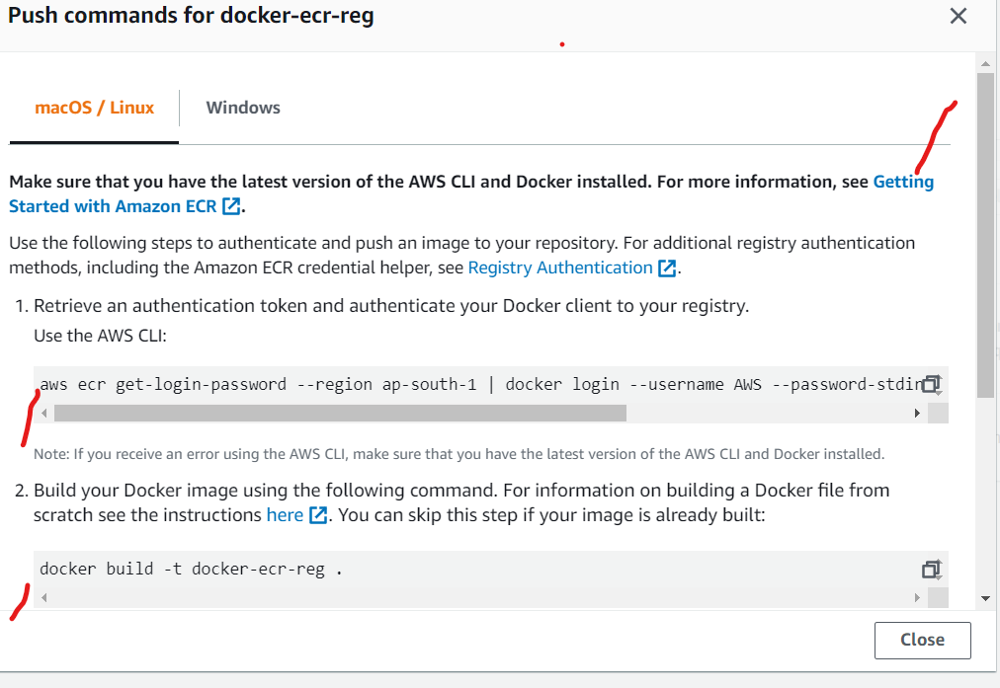 Push commands for docker-ecr-reg
macOS / Linux
Windows
Make sure that you have the latest version of the AWS CLI and Docker installed. For more information, see Getting
Started with Amazon ECR.
Use the following steps to authenticate and push an image to your repository. For additional registry authentication
methods, including the Amazon ECR credential helper, see Registry Authentication.
1. Retrieve an authentication token and authenticate your Docker client to your registry.
Use the AWS CLI:
aws ecr get-login-password --region ap-south-1 | docker login --username AWS --password-stdin
Note: If you receive an error using the AWS CLI, make sure that you have the latest version of the AWS CLI and Docker installed.
2. Build your Docker image using the following command. For information on building a Docker file from
scratch see the instructions here. You can skip this step if your image is already built:
docker build -t docker-ecr-reg .
Close